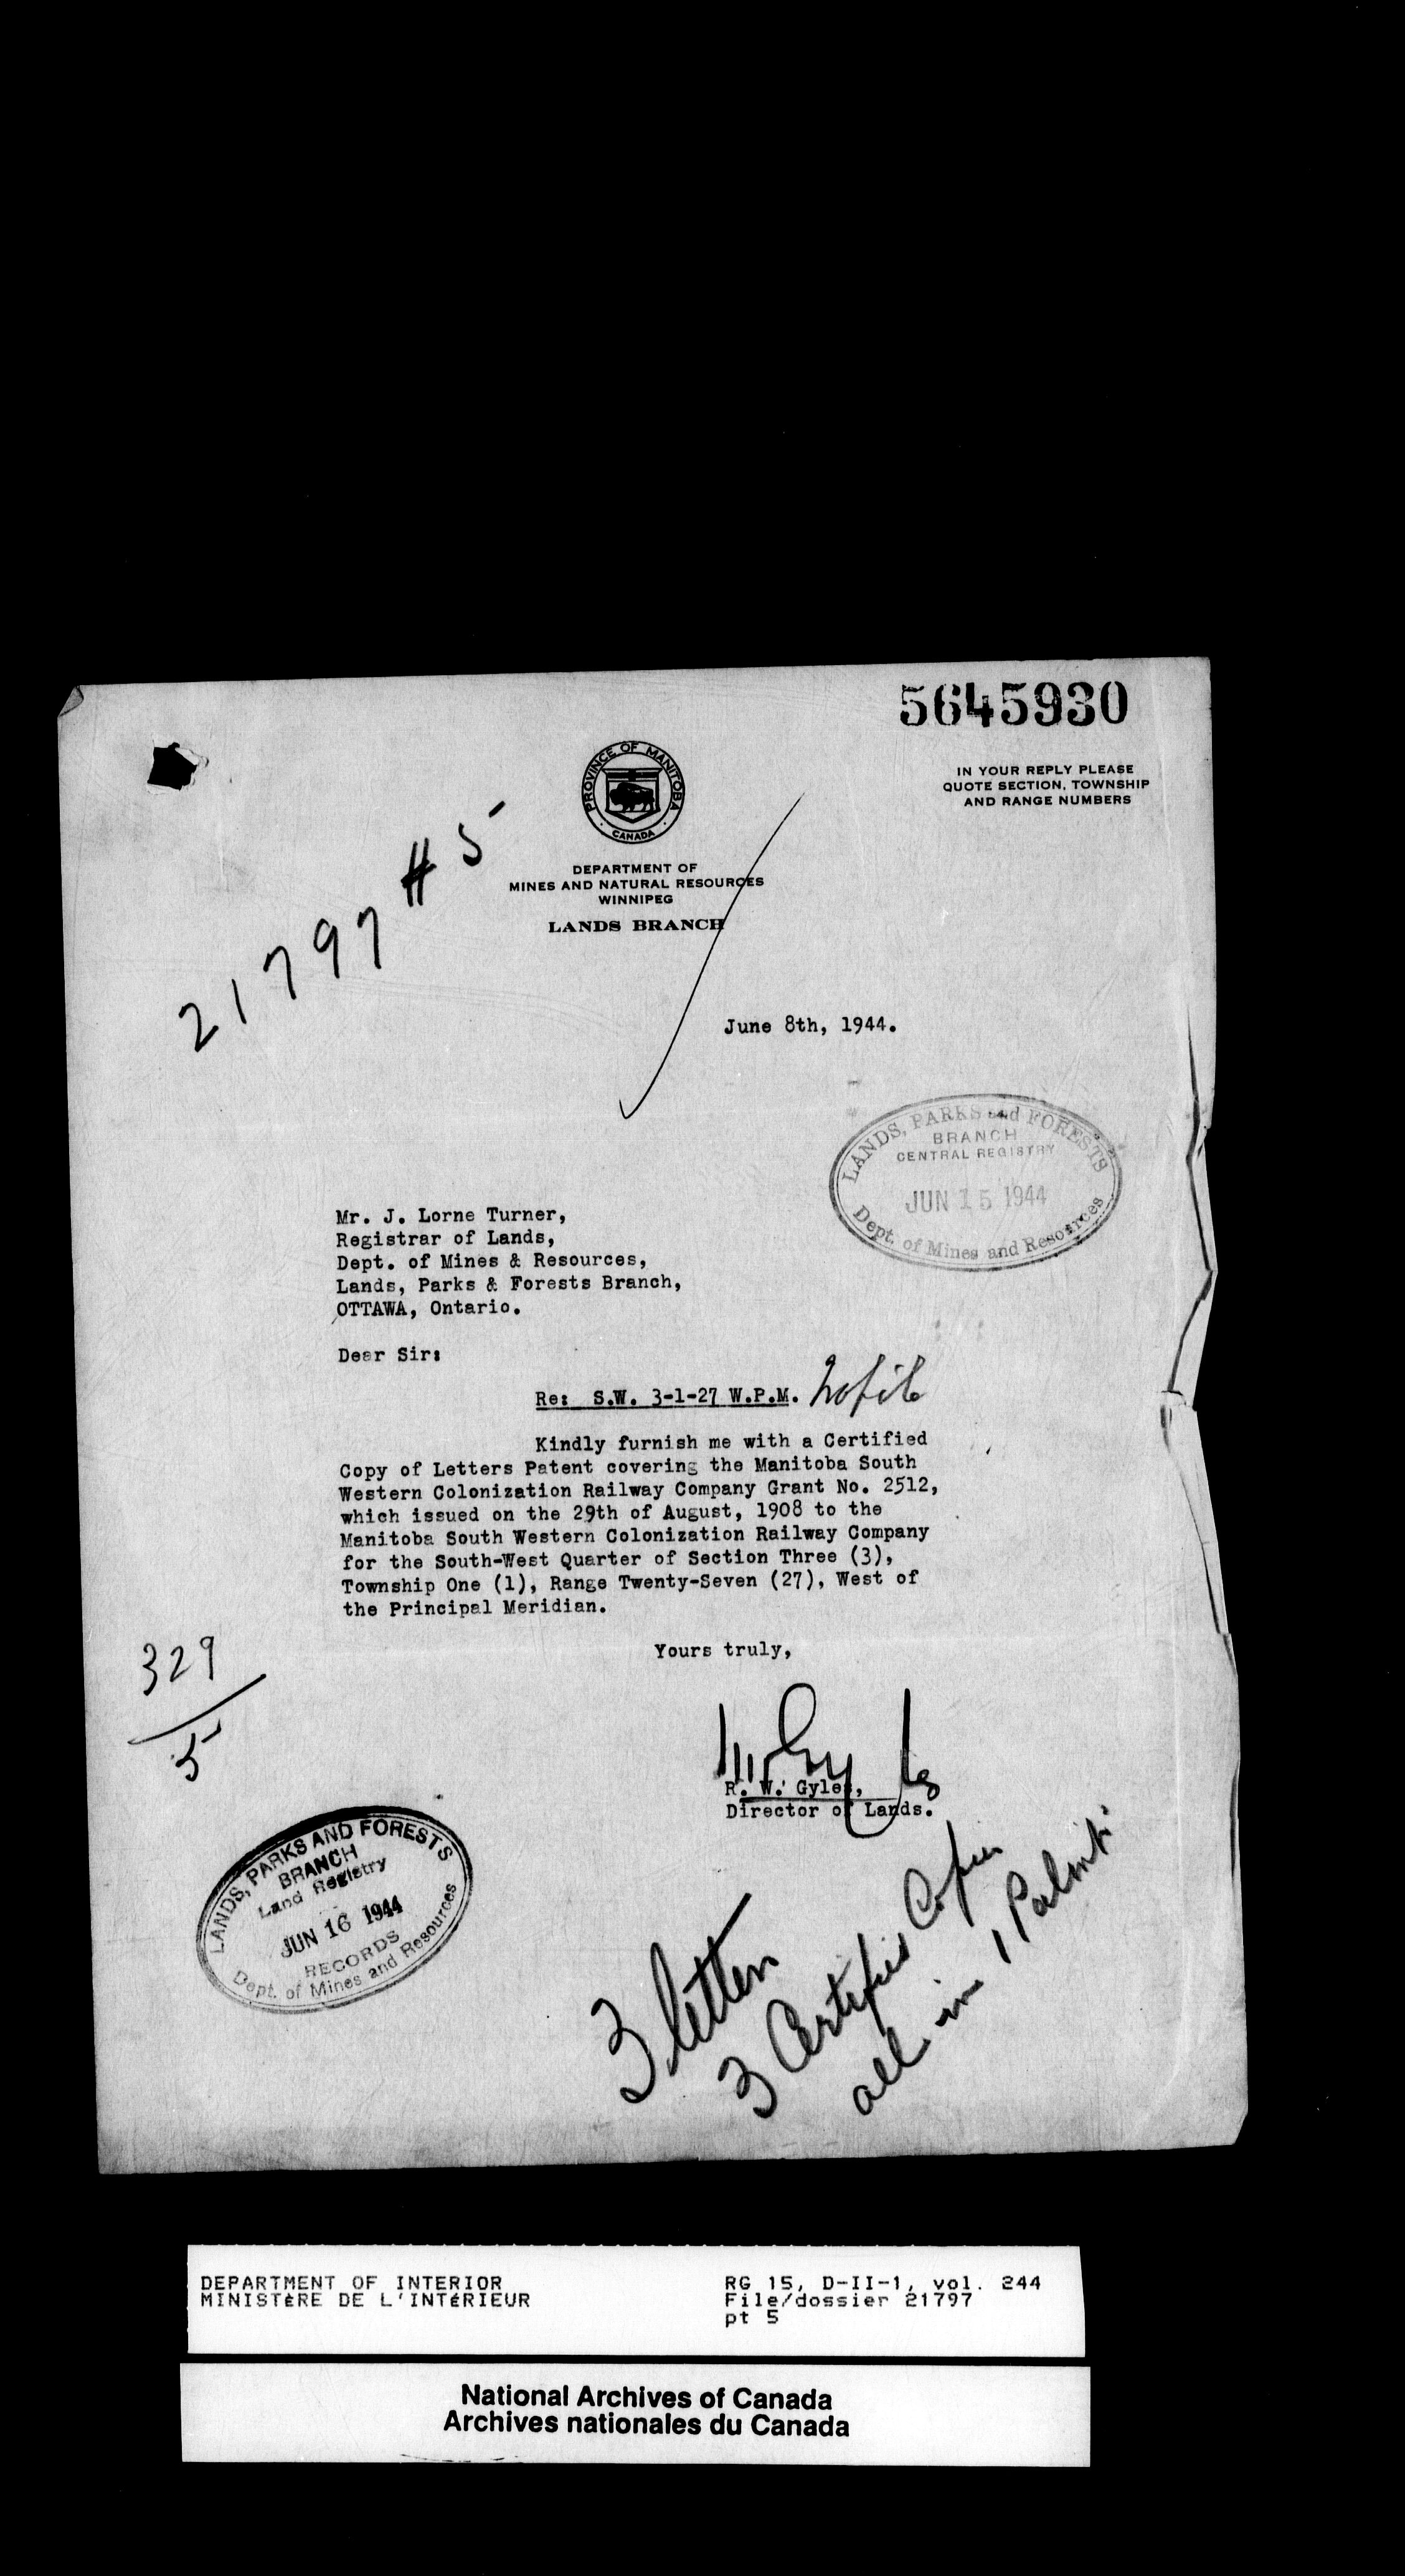 5645930
IN YOUR REPLY PLEASE
QUOTE SECTION, TOWNSHIP
AND RANGE NUMBERS
PROVINCE OF MANITOBA
CANADA
DEPARTMENT OF
MINES AND NATURAL RESOURCES
WINNIPEG
LANDS BRANCH
21797 #5
June 8th, 1944.
LANDS, PARKS and FORESTS
BRANCH
CENTRAL REGISTRY
JUN 15 1944
Dept. of Mines and Resources
Mr. J. Lorne Turner,
Registrar of Lands,
Dept. of Mines & Resources,
Lands, Parks & Forests Branch,
OTTAWA, Ontario.
Dear Sir:
Re: S.W. 3-1-27 W.P.M. No file
Kindly furnish me with a Certified
Copy of Letters Patent covering the Manitoba South
Western Colonization Railway Company Grant No. 2512,
which issued on the 29th of August, 1908 to the
Manitoba South Western Colonization Railway Company
for the South-West Quarter of Section Three (3),
Township One (1), Range Twenty-Seven (27), West of
the Principal Meridian.
Yours truly,
329
5
R. W. Gyles,
Director of Lands.
LANDS, PARKS AND FORESTS
BRANCH
Land Registry
JUN 16 1944
RECORDS
Dept. of Mines and Resources
3 letters
3 Certified Copies
all in 1
DEPARTMENT OF INTERIOR
MINISTÈRE DE L'INTÉRIEUR
RG 15, D-II-1, vol. 244
File/dossier 21797
pt 5
National Archives of Canada
Archives nationales du Canada